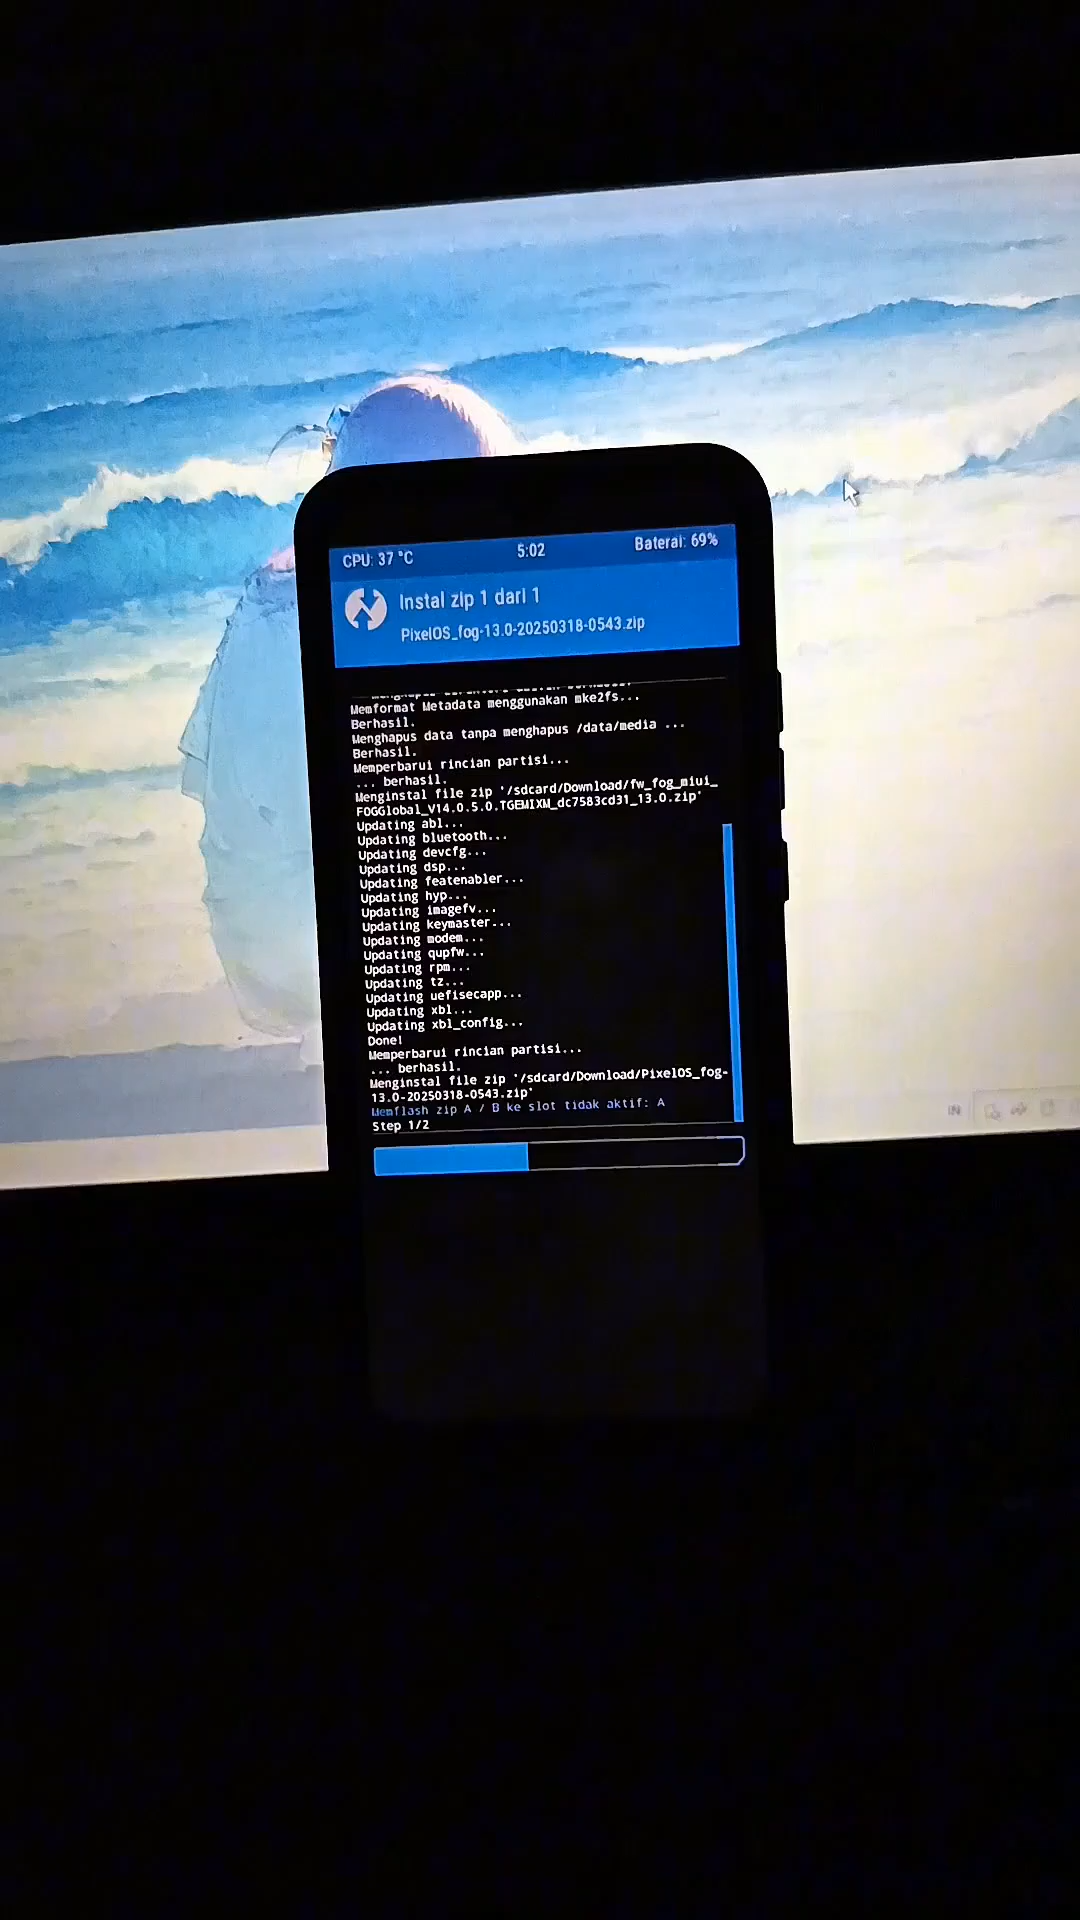 CPU: 37 °C 5:02 Baterai: 69%
Instal zip 1 dari 1
PixelOS_fog-13.0-20250318-0543.zip
Memformat Metadata menggunakan mke2fs...
Berhasil.
Menghapus data tanpa menghapus /data/media ...
Berhasil.
Memperbarui rincian partisi...
... berhasil.
Menginstal file zip '/sdcard/Download/fw_fog_miui_
FOGGlobal_V14.0.5.0.TGEMIXM_dc7583cd31_13.0.zip'
Updating abl...
Updating bluetooth...
Updating devcfg...
Updating dsp...
Updating featenabler...
Updating hyp...
Updating imagefv...
Updating keymaster...
Updating modem...
Updating qupfw...
Updating rpm...
Updating tz...
Updating uefisecapp...
Updating xbl...
Updating xbl_config...
Done!
Memperbarui rincian partisi...
... berhasil.
Menginstal file zip '/sdcard/Download/PixelOS_fog-
13.0-20250318-0543.zip'
Memflash zip A / B ke slot tidak aktif: A
Step 1/2
IN